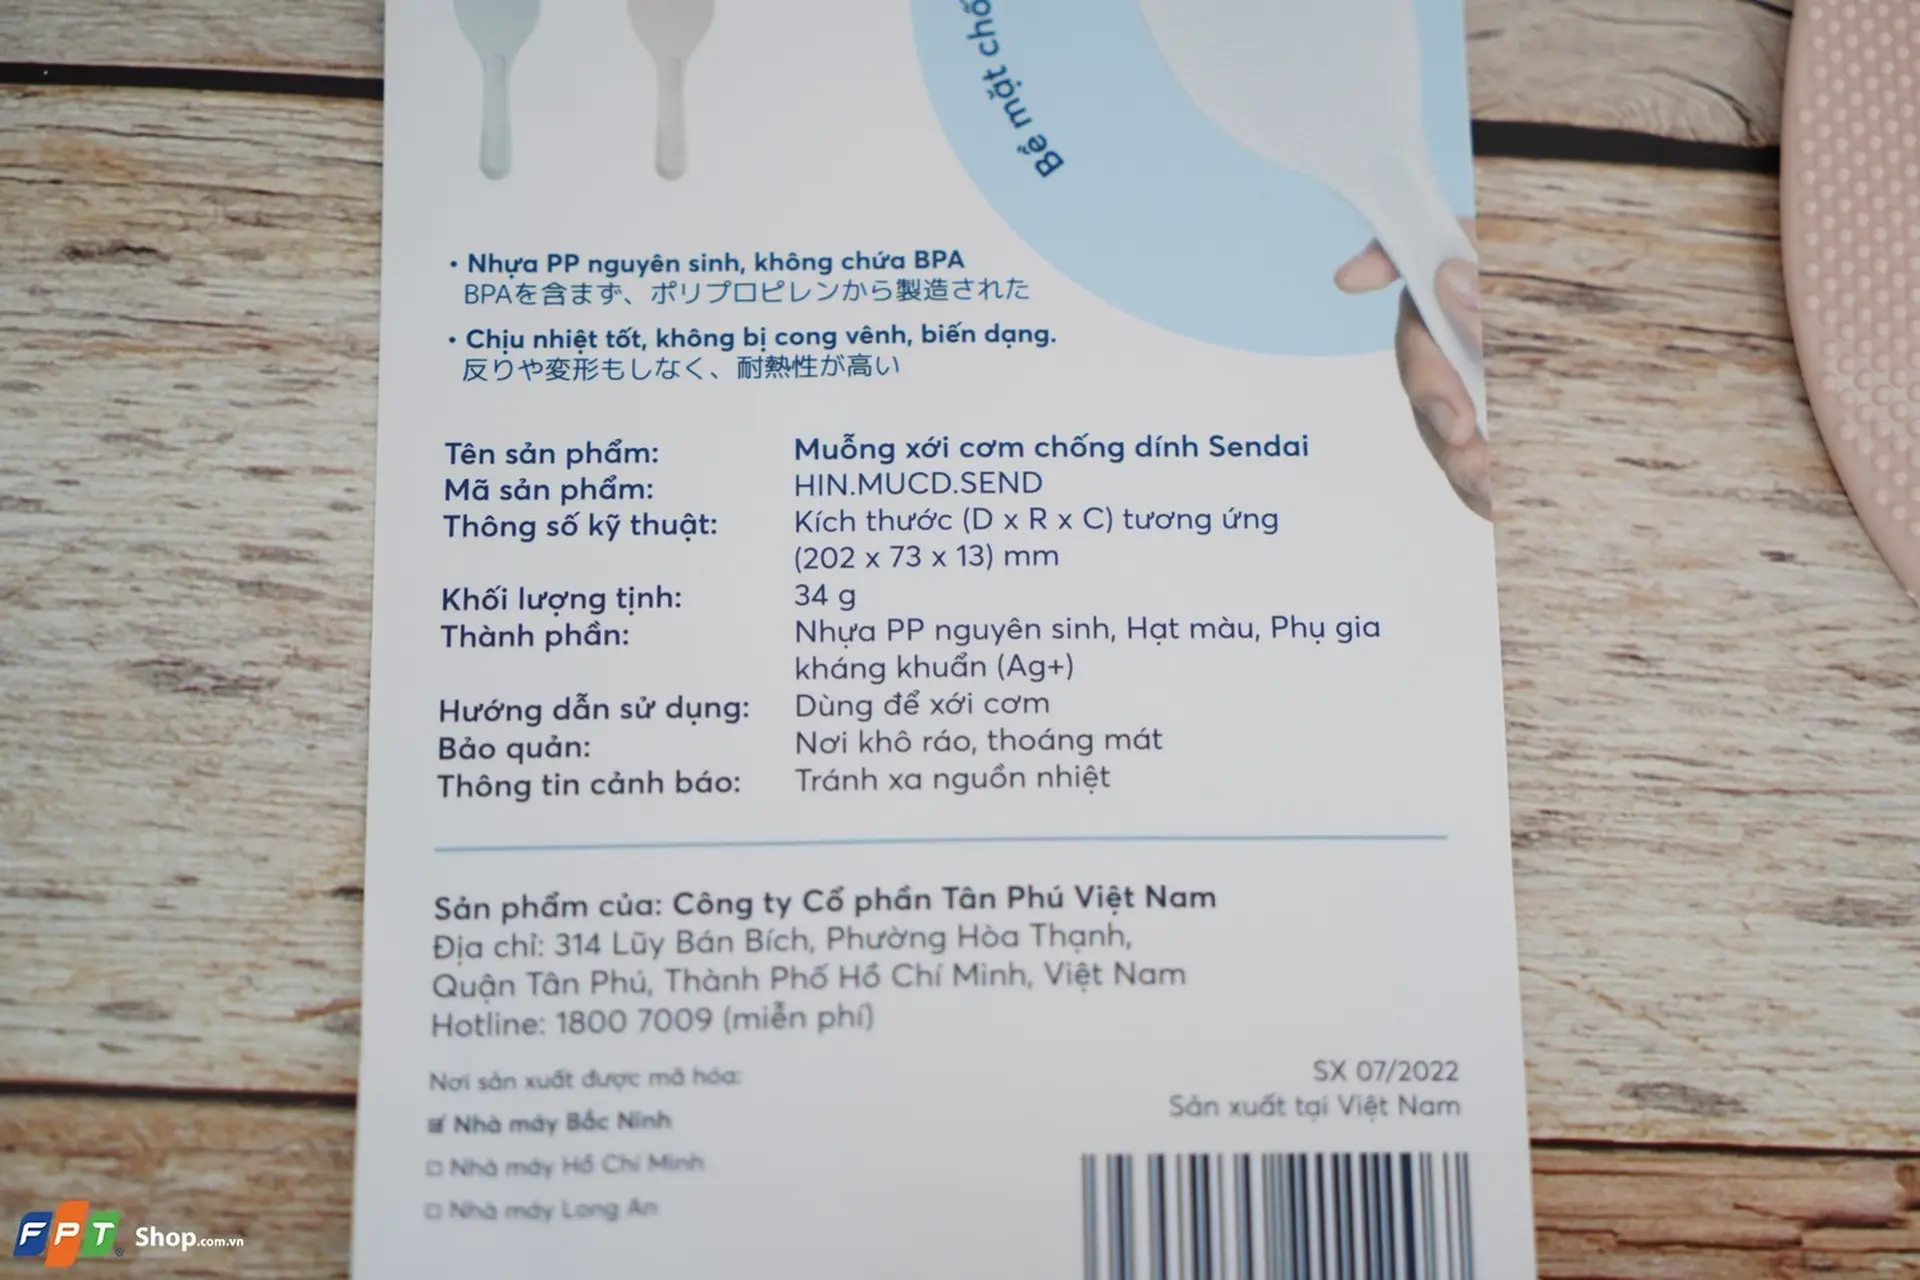 Bề mặt chố
• Nhựa PP nguyên sinh, không chứa BPA
BPAを含まず、ポリプロピレンから製造された
• Chịu nhiệt tốt, không bị cong vênh, biến dạng.
反りや変形もしなく、耐熱性が高い
Tên sản phẩm: Muỗng xới cơm chống dính Sendai
Mã sản phẩm: HIN.MUCD.SEND
Thông số kỹ thuật: Kích thước (D x R x C) tương ứng
(202 x 73 x 13) mm
Khối lượng tịnh: 34 g
Thành phần: Nhựa PP nguyên sinh, Hạt màu, Phụ gia
kháng khuẩn (Ag+)
Hướng dẫn sử dụng: Dùng để xới cơm
Bảo quản: Nơi khô ráo, thoáng mát
Thông tin cảnh báo: Tránh xa nguồn nhiệt
Sản phẩm của: Công ty Cổ phần Tân Phú Việt Nam
Địa chỉ: 314 Lũy Bán Bích, Phường Hòa Thạnh,
Quận Tân Phú, Thành Phố Hồ Chí Minh, Việt Nam
Hotline: 1800 7009 (miễn phí)
Nơi sản xuất được mã hóa:
Nhà máy Bắc Ninh
Nhà máy Hồ Chí Minh
Nhà máy Long An
SX 07/2022
Sản xuất tại Việt Nam
FPT Shop.com.vn